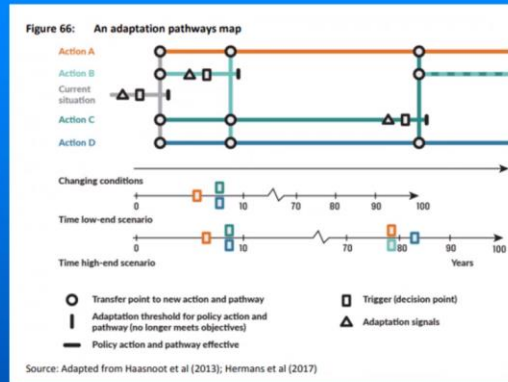 Figure 66: An adaptation pathways map
Action A
Action B
Current
situation
Action C
Action D
Changing conditions
0 10 70 80 90 100
Time low-end scenario
0 10 70 80 90 100
Years
Time high-end scenario
Transfer point to new action and pathway
Adaptation threshold for policy action and
pathway (no longer meets objectives)
Policy action and pathway effective
Trigger (decision point)
Adaptation signals
Source: Adapted from Haasnoot et al (2013); Hermans et al (2017)